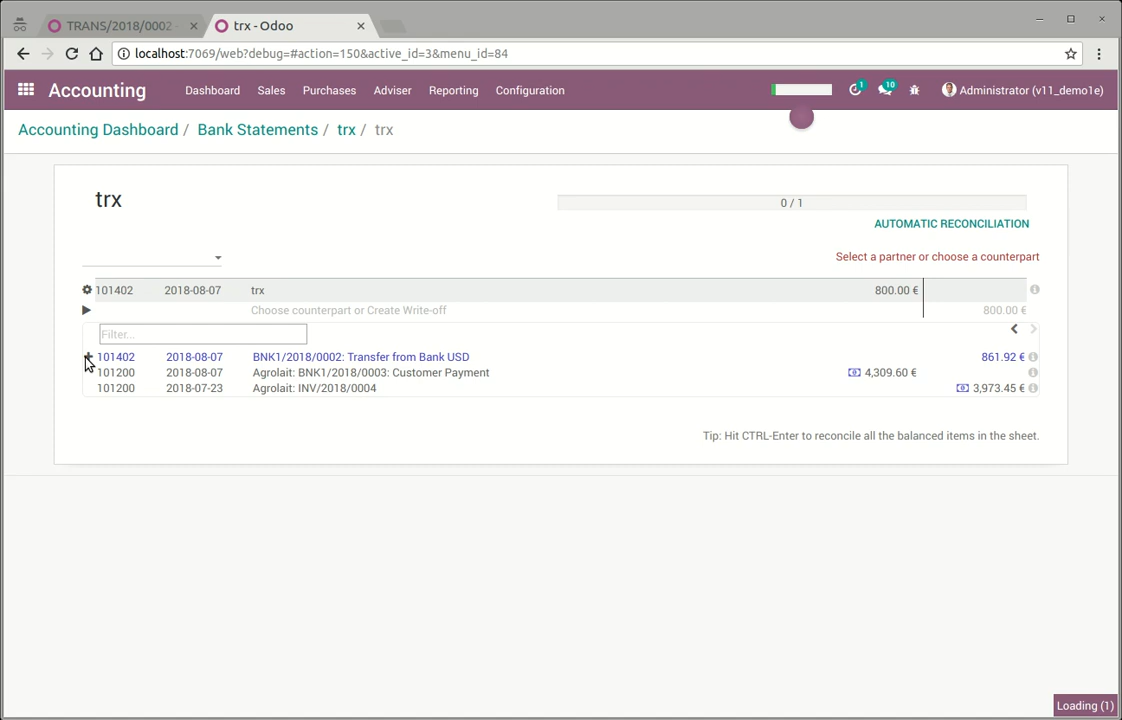 TRANS/2018/0002 -
trx - Odoo
localhost:7069/web?debug=#action=150&active_id=3&menu_id=84
Accounting Dashboard Sales Purchases Adviser Reporting Configuration 1 10 Administrator (v11_demo1e)
Accounting Dashboard / Bank Statements / trx / trx
trx
0 / 1
AUTOMATIC RECONCILIATION
Select a partner or choose a counterpart
101402 2018-08-07 trx 800.00 €
Choose counterpart or Create Write-off 800.00 €
Filter...
101402 2018-08-07 BNK1/2018/0002: Transfer from Bank USD 861.92 €
101200 2018-08-07 Agrolait: BNK1/2018/0003: Customer Payment 4,309.60 €
101200 2018-07-23 Agrolait: INV/2018/0004 3,973.45 €
Tip: Hit CTRL-Enter to reconcile all the balanced items in the sheet.
Loading (1)